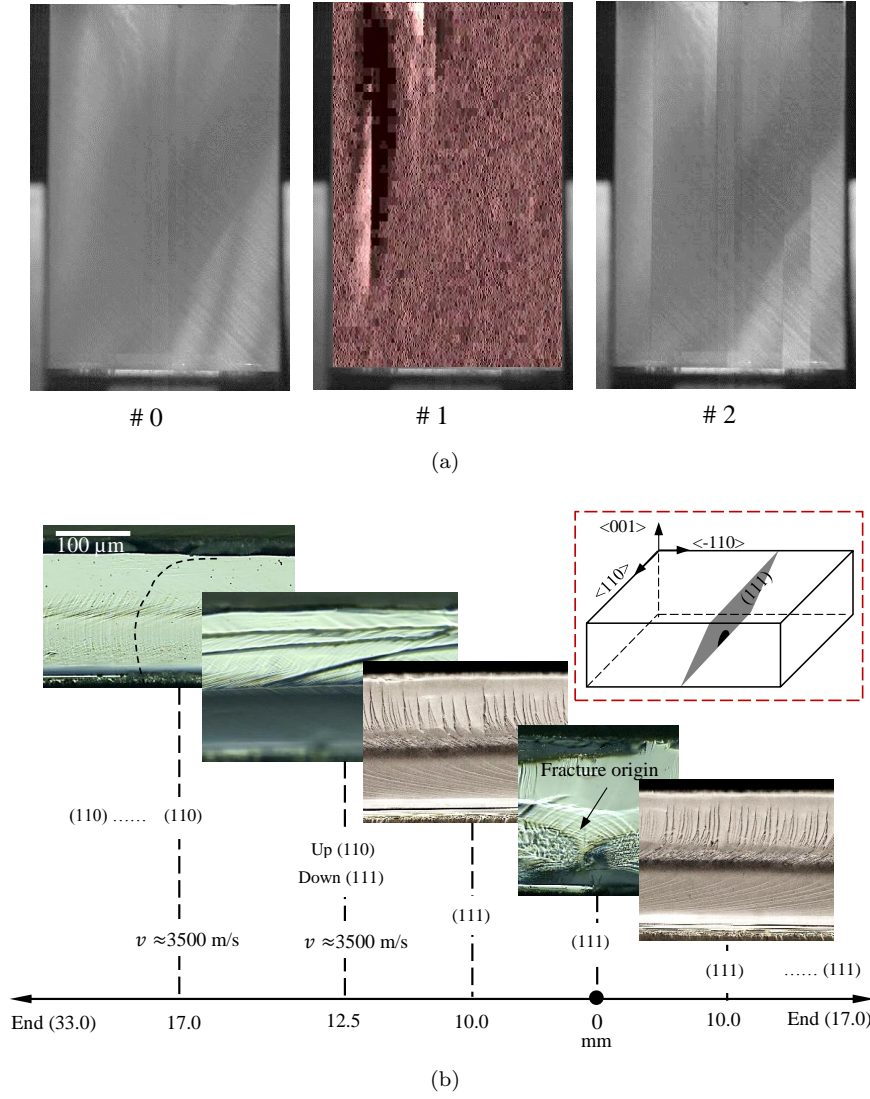 # 0
# 1
# 2
(a)
100 µm
<001>
<-110>
<110>
(111)
Fracture origin
(110) ...... (110)
Up (110)
Down (111)
(111)
(111)
(111)
...... (111)
v ≈3500 m/s
v ≈3500 m/s
End (33.0)
17.0
12.5
10.0
0
mm
10.0
End (17.0)
(b)